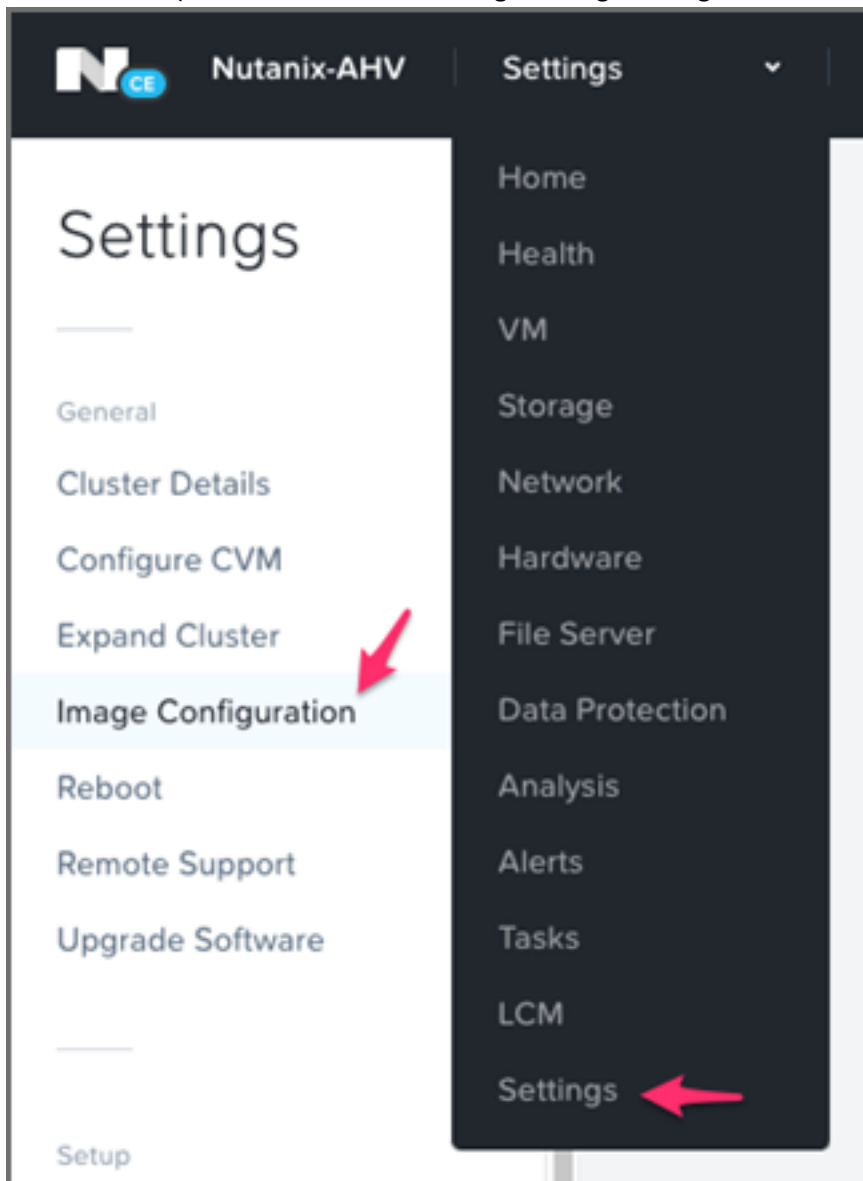 N CE Nutanix-AHV Settings
Settings
General
Cluster Details
Configure CVM
Expand Cluster
Image Configuration
Reboot
Remote Support
Upgrade Software
Setup
Home
Health
VM
Storage
Network
Hardware
File Server
Data Protection
Analysis
Alerts
Tasks
LCM
Settings